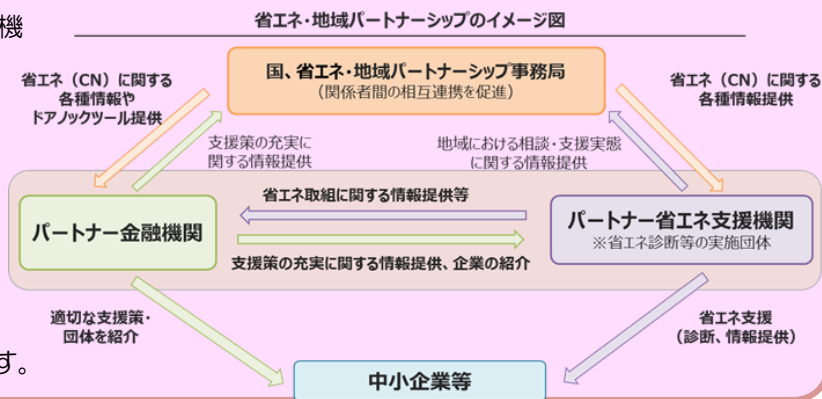 機
省エネ・地域パートナーシップのイメージ図
国、省エネ・地域パートナーシップ事務局
（関係者間の相互連携を促進）
省エネ（CN）に関する
各種情報や
ドアノックツール提供
省エネ（CN）に関する
各種情報提供
支援策の充実に
関する情報提供
地域における相談・支援実態
に関する情報提供
省エネ取組に関する情報提供等
パートナー金融機関
パートナー省エネ支援機関
※省エネ診断等の実施団体
支援策の充実に関する情報提供、企業の紹介
適切な支援策・
団体を紹介
省エネ支援
（診断、情報提供）
す。
中小企業等